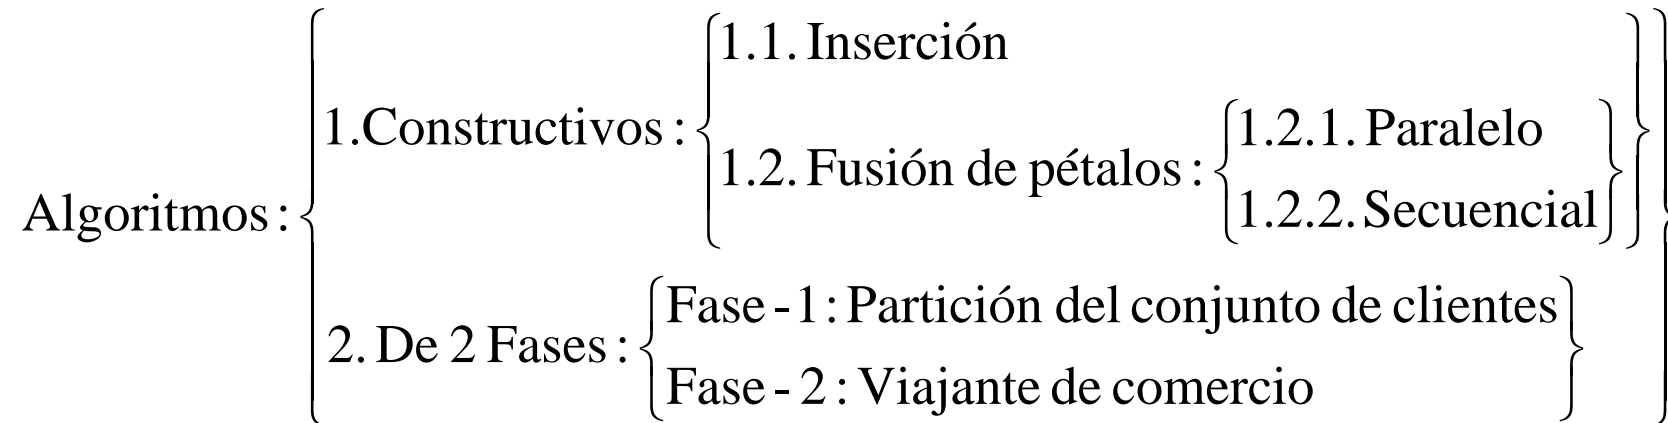 Algoritmos:
1.Constructivos:
1.1. Inserción
1.2. Fusión de pétalos:
1.2.1. Paralelo
1.2.2. Secuencial
2. De 2 Fases:
Fase-1: Partición del conjunto de clientes
Fase-2: Viajante de comercio